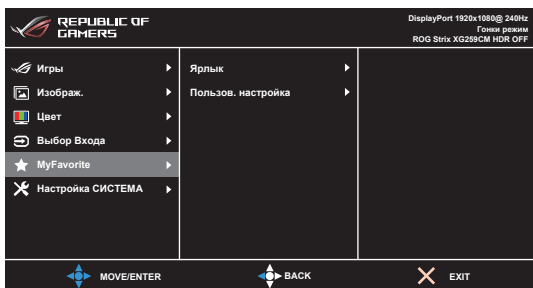 REPUBLIC OF
GAMERS
DisplayPort 1920x1080@ 240Hz
Гонки режим
ROG Strix XG259CM HDR OFF
Игры
Изображ.
Цвет
Выбор Входа
MyFavorite
Настройка СИСТЕМА
Ярлык
Пользов. настройка
MOVE/ENTER
BACK
EXIT